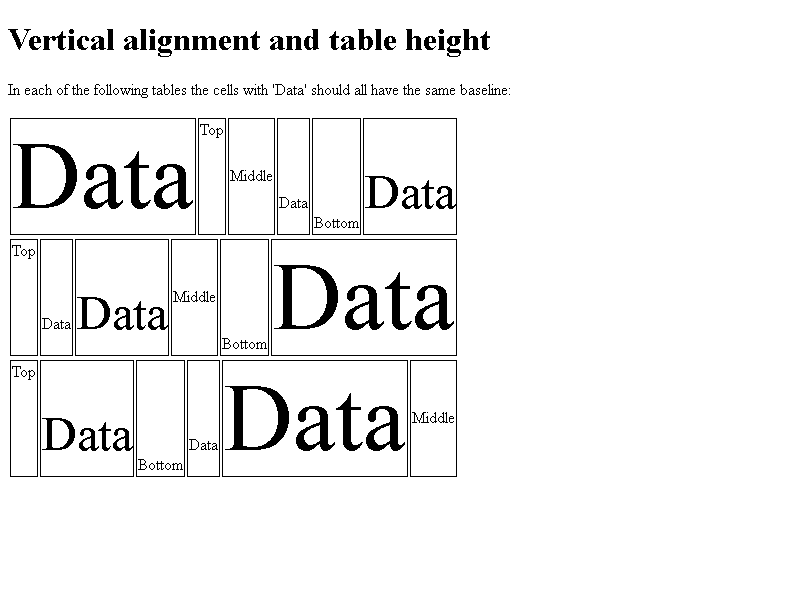 Vertical alignment and table height
In each of the following tables the cells with 'Data' should all have the same baseline:
Data Top Middle Data Bottom Data
Top Data Data Middle Bottom Data
Top Data Bottom Data Data Middle